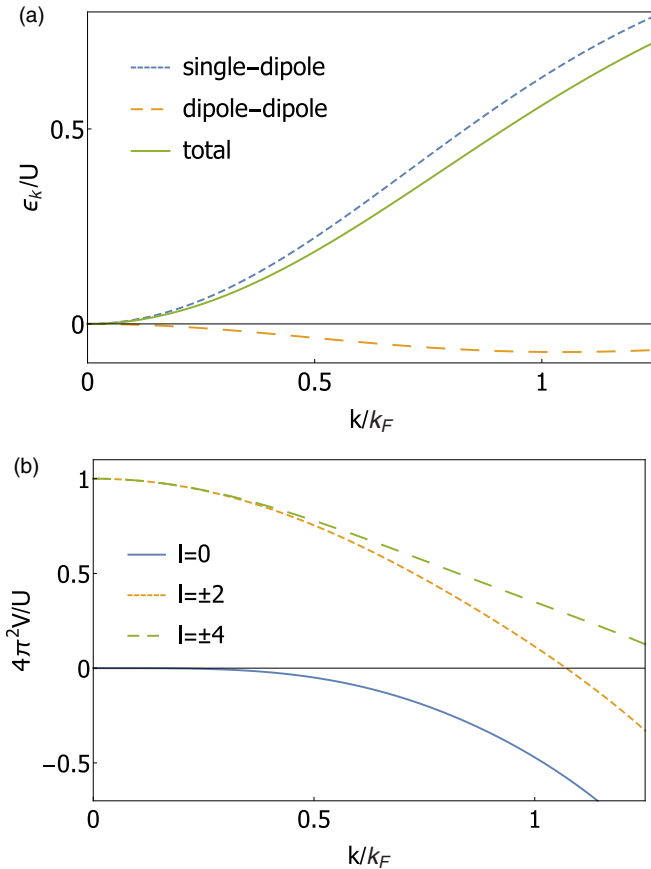 (a)
single-dipole
dipole-dipole
total
0.5
0
ϵₖ/U
0
0.5
1
k/k_F
(b)
1
0.5
0
−0.5
4π²V/U
l=0
l=±2
l=±4
0
0.5
1
k/k_F